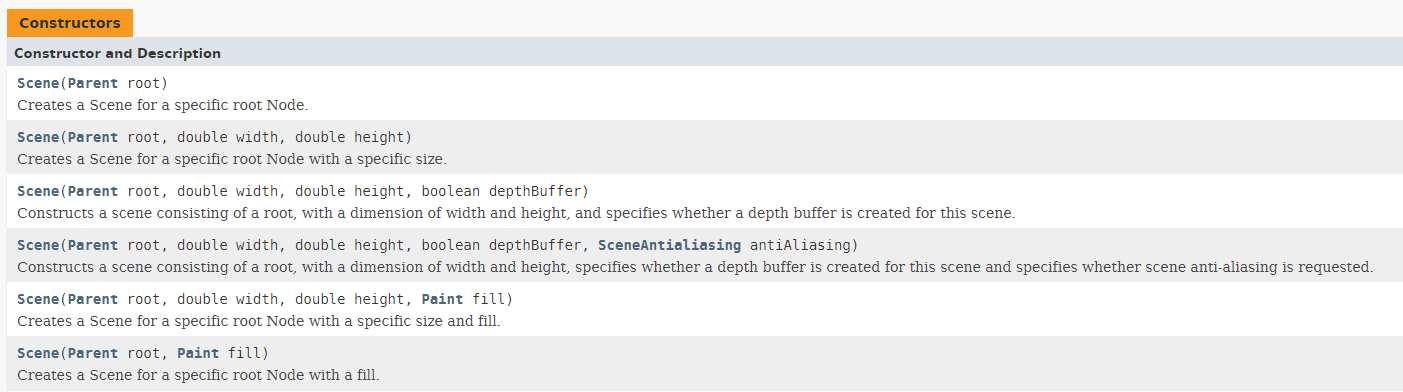 Constructors
Constructor and Description
Scene(Parent root)
Creates a Scene for a specific root Node.
Scene(Parent root, double width, double height)
Creates a Scene for a specific root Node with a specific size.
Scene(Parent root, double width, double height, boolean depthBuffer)
Constructs a scene consisting of a root, with a dimension of width and height, and specifies whether a depth buffer is created for this scene.
Scene(Parent root, double width, double height, boolean depthBuffer, SceneAntialiasing antiAliasing)
Constructs a scene consisting of a root, with a dimension of width and height, specifies whether a depth buffer is created for this scene and specifies whether scene anti-aliasing is requested.
Scene(Parent root, double width, double height, Paint fill)
Creates a Scene for a specific root Node with a specific size and fill.
Scene(Parent root, Paint fill)
Creates a Scene for a specific root Node with a fill.